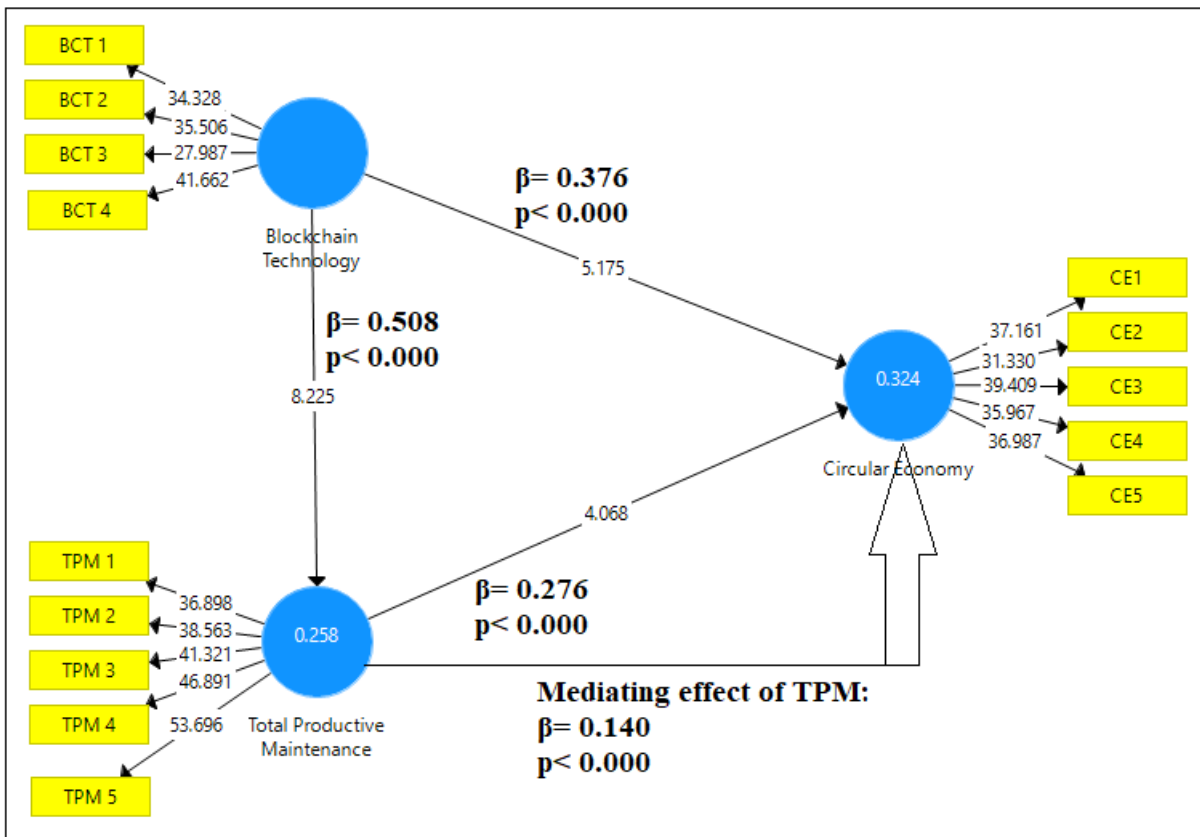 BCT 1
BCT 2
BCT 3
BCT 4
34.328
35.506
27.987
41.662
Blockchain
Technology
β= 0.376
p< 0.000
5.175
β= 0.508
p< 0.000
8.225
CE1
CE2
CE3
CE4
CE5
37.161
31.330
39.409
35.967
36.987
0.324
Circular Economy
4.068
β= 0.276
p< 0.000
TPM 1
TPM 2
TPM 3
TPM 4
TPM 5
36.898
38.563
41.321
46.891
53.696
0.258
Total Productive
Maintenance
Mediating effect of TPM:
β= 0.140
p< 0.000